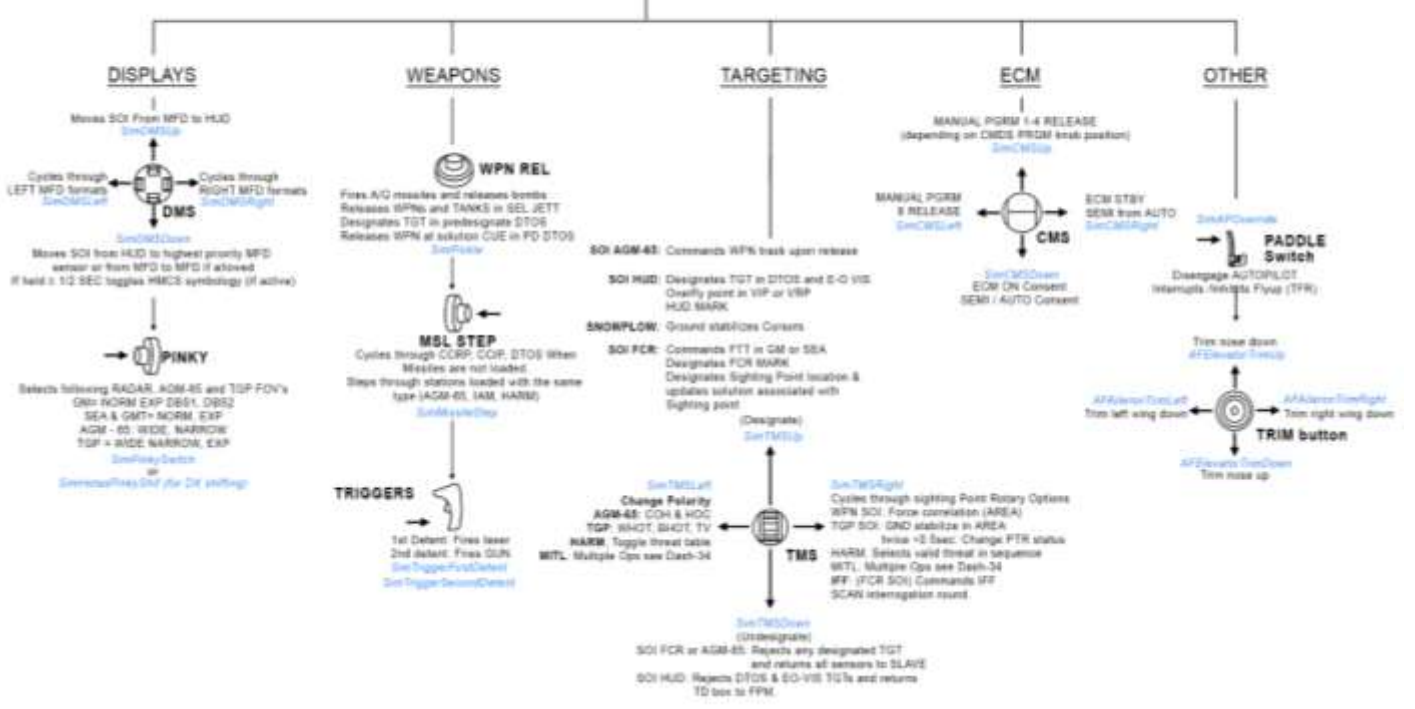 DISPLAYS
Moves SOI From MFD to HUD
SimDMSUp
Cycles through
LEFT MFD formats
SimDMSLeft
Cycles through
RIGHT MFD formats
SimDMSRight
DMS
SimDMSDown
Moves SOI from HUD to highest priority MFD
sensor or from MFD to MFD if allowed
If held ≥ 1/2 SEC toggles HMCS symbology (if active)
PINKY
Selects following RADAR, AGM-65 and TGP FOV's
GM= NORM EXP DBS1, DBS2
SEA & GMT= NORM, EXP
AGM - 65: WIDE, NARROW
TGP = WIDE NARROW, EXP
SimPinkySwitch
or
(for DX shifting)
WEAPONS
WPN REL
Fires A/G missiles and releases bombs
Releases WPNs and TANKS in SEL JETT
Designates TGT in predesignate DTOS
Releases WPN at solution CUE in PD DTOS
SimPickle
MSL STEP
Cycles through CCRP, CCIP, DTOS When
Missiles are not loaded.
Steps through stations loaded with the same
type (AGM-65, IAM, HARM)
SimMissileStep
TRIGGERS
1st Detent: Fires laser
2nd detent: Fires GUN
SimTriggerFirstDetent
SimTriggerSecondDetent
TARGETING
SOI AGM-65: Commands WPN track upon release
SOI HUD: Designates TGT in DTOS and E-O VIS
Overfly point in VIP or VRP
HUD MARK
SNOWPLOW: Ground stabilizes Cursors
SOI FCR: Commands FTT in GM or SEA
Designates FCR MARK
Designates Sighting Point location &
updates solution associated with
Sighting point
(Designate)
SimTMSUp
SimTMSLeft
Change Polarity
AGM-65: COH & HOC
TGP: WHOT, BHOT, TV
HARM: Toggle threat table
MITL: Multiple Ops see Dash-34
TMS
SimTMSRight
Cycles through sighting Point Rotary Options
WPN SOI: Force correlation (AREA)
TGP SOI: GND stabilize in AREA
twice <0.5sec: Change PTR status
HARM: Selects valid threat in sequence
MITL: Multiple Ops see Dash-34
IFF: (FCR SOI) Commands IFF
SCAN interrogation round.
SimTMSDown
(Undesignate)
SOI FCR or AGM-65: Rejects any designated TGT
and returns all sensors to SLAVE
SOI HUD: Rejects DTOS & EO-VIS TGTs and returns
TD box to FPM.
ECM
MANUAL PGRM 1-4 RELEASE
(depending on CMDS PRGM knob position)
SimCMSUp
MANUAL PGRM
RELEASE
SimCMSLeft
ECM STBY
SEMI from AUTO
SimCMSRight
CMS
SimCMSDown
ECM ON Consent
SEMI / AUTO Consent
OTHER
SimAPOverride
PADDLE
Switch
Disengage AUTOPILOT
Interrupts /Inhibits Flyup (TFR)
Trim nose down
AFElevatorTrimUp
AFAileronTrimLeft
Trim left wing down
AFAileronTrimRight
Trim right wing down
TRIM button
AFElevatorTrimDown
Trim nose up